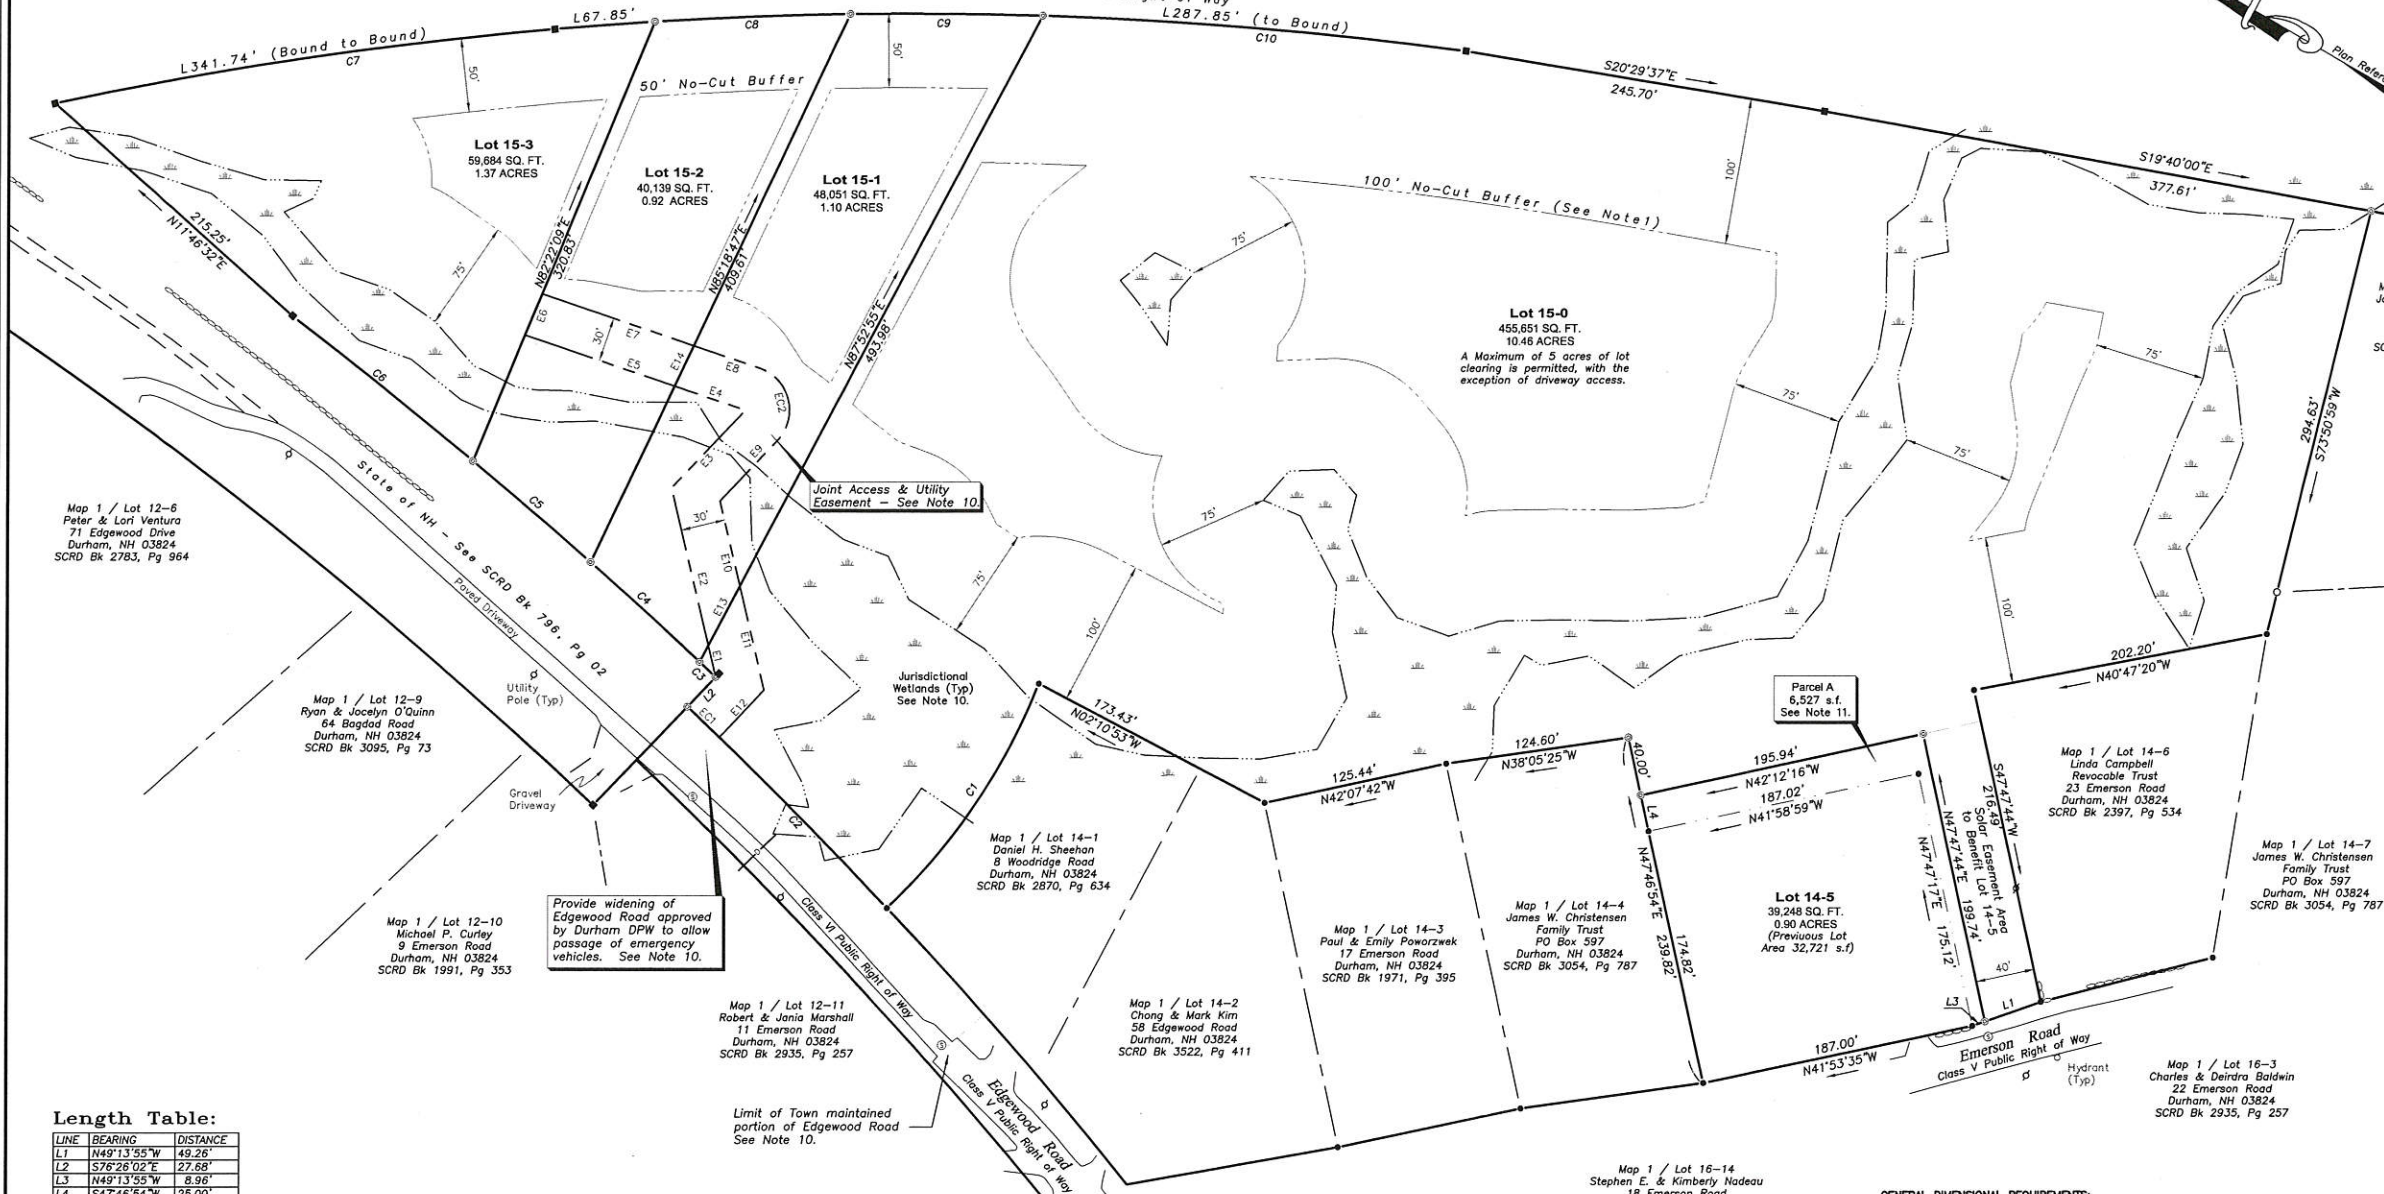 L341.74' (Bound to Bound)
C7
L67.85'
C8
C9
L287.85' (to Bound)
C10
S20°29'37"E
245.70'
S19°40'00"E
377.61'
50'
50' No-Cut Buffer
50'
100'
100' No-Cut Buffer (See Note1)
Lot 15-3
59,684 SQ. FT.
1.37 ACRES
Lot 15-2
40,139 SQ. FT.
0.92 ACRES
Lot 15-1
48,051 SQ. FT.
1.10 ACRES
Lot 15-0
455,651 SQ. FT.
10.46 ACRES
A Maximum of 5 acres of lot
clearing is permitted, with the
exception of driveway access.
215.25'
N11°46'32"E
75'
N82°22'09"E
320.83'
N85°18'47"E
409.61'
N87°52'55"E
493.98'
75'
75'
75'
75'
75'
75'
294.63'
S73°50'59"W
C6
C5
C4
C3
L2
E6
E7
30'
E5
E14
E8
E4
EC2
E3
E9
30'
E10
E2
E13
E11
E1
E12
EC1
Joint Access & Utility
Easement – See Note 10.
State of NH - See SCRD Bk 796, Pg 02
Paved Driveway
Utility
Pole (Typ)
Gravel
Driveway
Map 1 / Lot 12-6
Peter & Lori Ventura
71 Edgewood Drive
Durham, NH 03824
SCRD Bk 2783, Pg 964
Map 1 / Lot 12-9
Ryan & Jocelyn O'Quinn
64 Bagdad Road
Durham, NH 03824
SCRD Bk 3095, Pg 73
Map 1 / Lot 12-10
Michael P. Curley
9 Emerson Road
Durham, NH 03824
SCRD Bk 1991, Pg 353
Provide widening of
Edgewood Road approved
by Durham DPW to allow
passage of emergency
vehicles. See Note 10.
Map 1 / Lot 12-11
Robert & Jania Marshall
11 Emerson Road
Durham, NH 03824
SCRD Bk 2935, Pg 257
Limit of Town maintained
portion of Edgewood Road
See Note 10.
C2
Class VI Public Right of Way
Edgewood Road
Class V Public Right of Way
Jurisdictional
Wetlands (Typ)
See Note 10.
100'
C1
173.43'
N02°10'53"W
Map 1 / Lot 14-1
Daniel H. Sheehan
8 Woodridge Road
Durham, NH 03824
SCRD Bk 2870, Pg 634
Map 1 / Lot 14-2
Chong & Mark Kim
58 Edgewood Road
Durham, NH 03824
SCRD Bk 3522, Pg 411
125.44'
N42°07'42"W
124.60'
N38°05'25"W
Map 1 / Lot 14-3
Paul & Emily Poworzwek
17 Emerson Road
Durham, NH 03824
SCRD Bk 1971, Pg 395
Map 1 / Lot 14-4
James W. Christensen
Family Trust
PO Box 597
Durham, NH 03824
SCRD Bk 3054, Pg 787
40.00'
L4
N47°46'54"E 239.82'
174.82'
Parcel A
6,527 s.f.
See Note 11.
195.94'
N42°12'16"W
187.02'
N41°58'59"W
Lot 14-5
39,248 SQ. FT.
0.90 ACRES
(Previuous Lot
Area 32,721 s.f)
N47°47'17"E 175.12'
N47°47'44"E 199.74'
Solar Easement Area
to Benefit Lot 14-5
S47°47'44"W
216.49'
100'
202.20'
N40°47'20"W
Map 1 / Lot 14-6
Linda Campbell
Revocable Trust
23 Emerson Road
Durham, NH 03824
SCRD Bk 2397, Pg 534
Map 1 / Lot 14-7
James W. Christensen
Family Trust
PO Box 597
Durham, NH 03824
SCRD Bk 3054, Pg 787
40'
L3
L1
187.00'
N41°53'35"W
Emerson Road
Class V Public Right of Way
Hydrant
(Typ)
Map 1 / Lot 16-3
Charles & Deirdra Baldwin
22 Emerson Road
Durham, NH 03824
SCRD Bk 2935, Pg 257
Map 1 / Lot 16-14
Stephen E. & Kimberly Nadeau
18 Emerson Road
GENERAL DIMENSIONAL REQUIREMENTS:
Length Table:
LINE BEARING DISTANCE
L1 N49°13'55"W 49.26'
L2 S76°26'02"E 27.68'
L3 N49°13'55"W 8.96'
L4 S47°46'54"W 25.00'